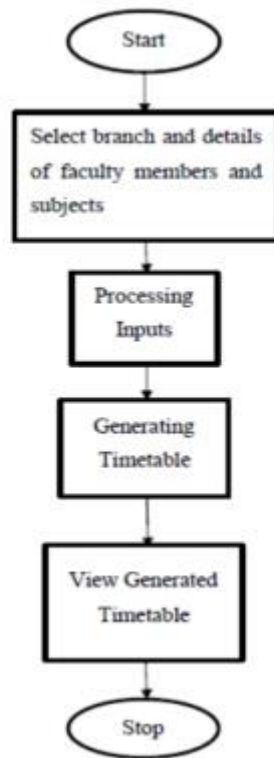 Start
Select branch and details
of faculty members and
subjects
Processing
Inputs
Generating
Timetable
View Generated
Timetable
Stop